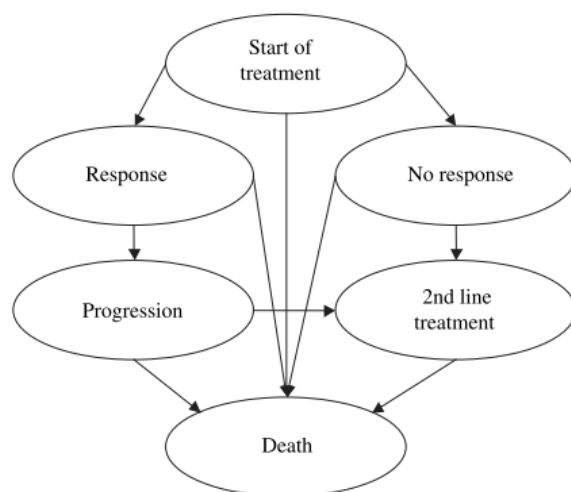 Start of
treatment
Response
No response
Progression
2nd line
treatment
Death